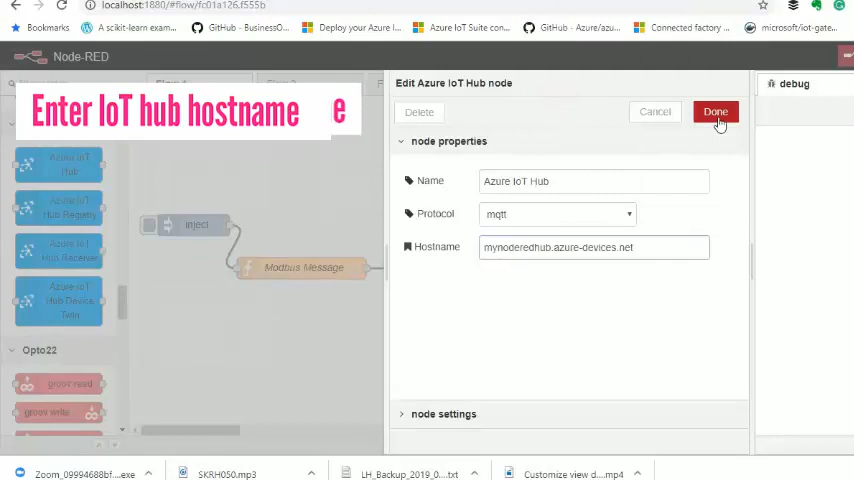 localhost:1880/#flow/fc01a126.f555b
Bookmarks
A scikit-learn exam...
GitHub - BusinessO...
Deploy your Azure I...
Azure IoT Suite con...
GitHub - Azure/azu...
Connected factory ...
microsoft/iot-gate...
Node-RED
Enter IoT hub hostname
e
Edit Azure IoT Hub node
debug
Delete
Cancel
Done
node properties
Azure IoT
Hub
Name
Azure IoT Hub
Azure IoT
Hub Registry
Protocol
mqtt
inject
Azure IoT
Hub Receiver
Hostname
mynoderedhub.azure-devices.net
Modbus Message
Azure IoT
Hub Device
Twin
Opto22
groov read
groov write
node settings
Zoom_09994688bf....exe
SKRH050.mp3
LH_Backup_2019_0....txt
Customize view d....mp4